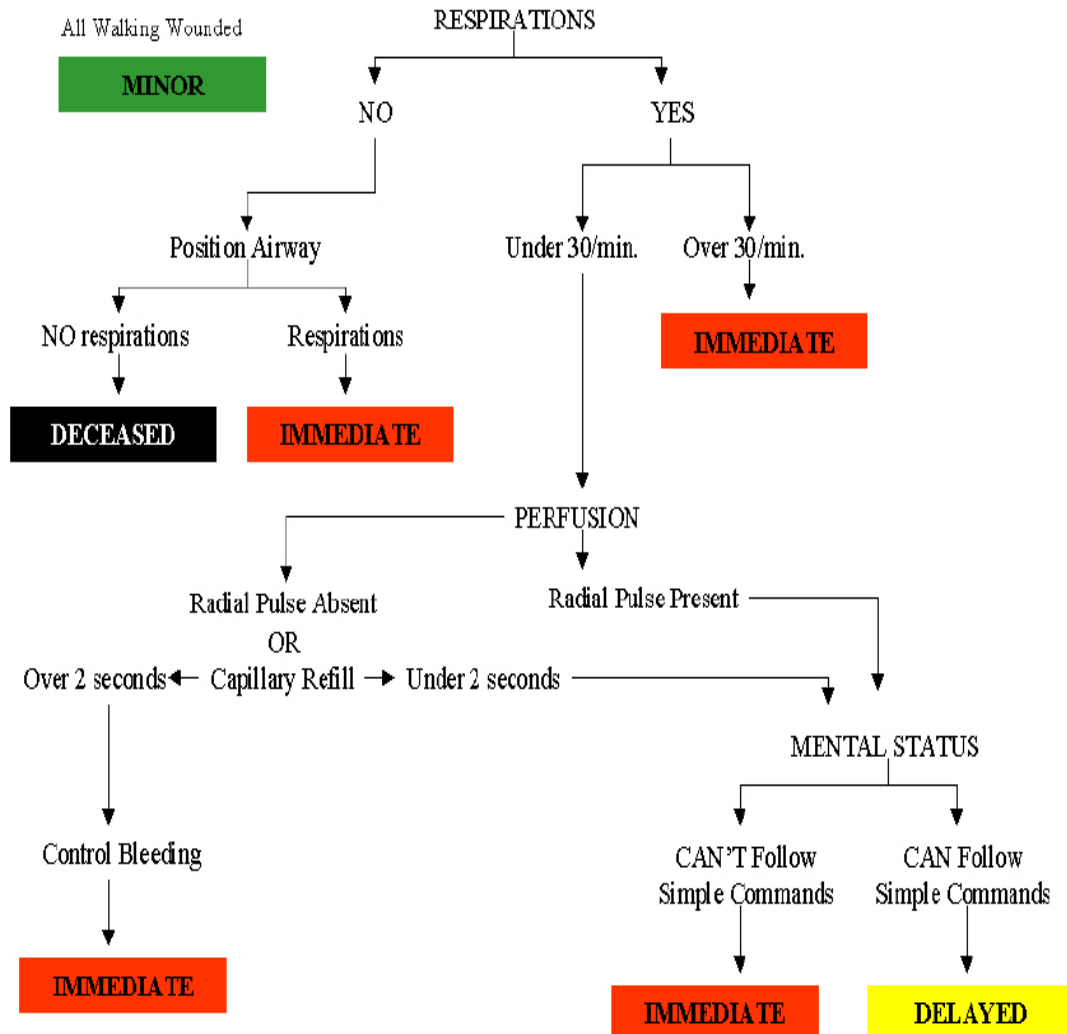 All Walking Wounded
MINOR
RESPIRATIONS
NO
YES
Position Airway
Under 30/min.
Over 30/min.
NO respirations
Respirations
IMMEDIATE
DECEASED
IMMEDIATE
PERFUSION
Radial Pulse Absent
Radial Pulse Present
OR
Over 2 seconds
Capillary Refill
Under 2 seconds
MENTAL STATUS
Control Bleeding
CAN'T Follow
Simple Commands
CAN Follow
Simple Commands
IMMEDIATE
IMMEDIATE
DELAYED